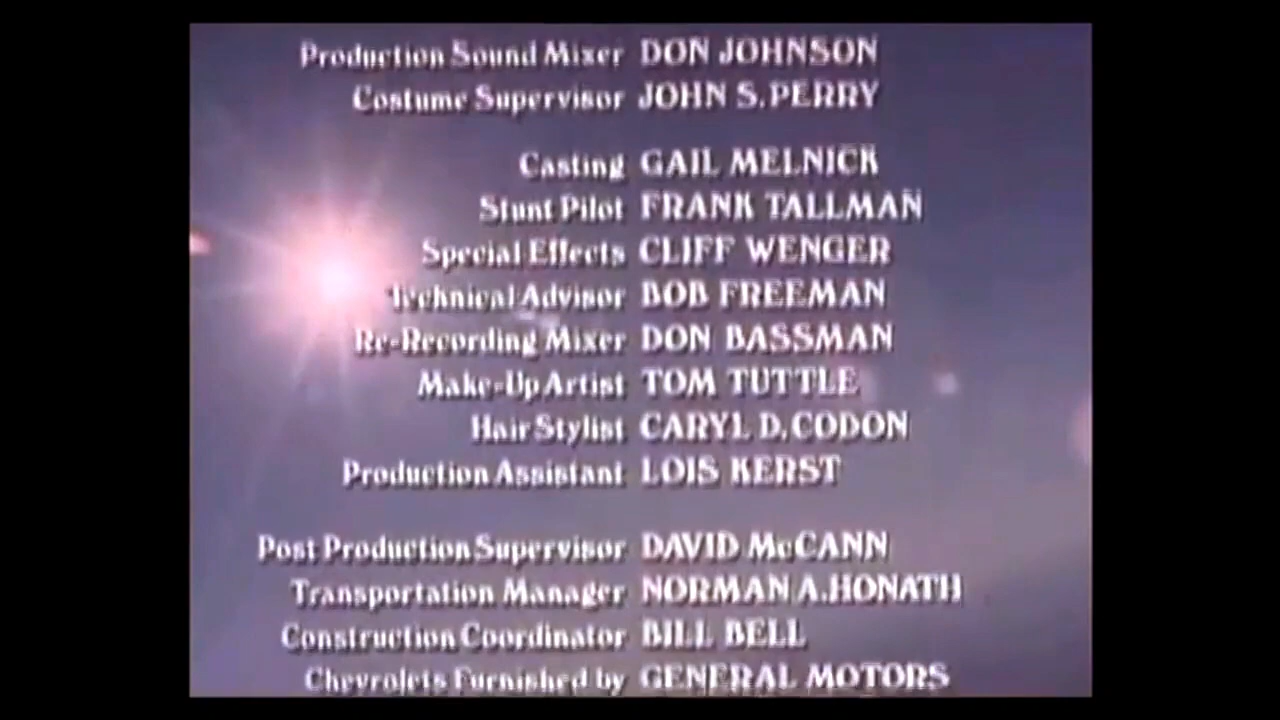 Production Sound Mixer DON JOHNSON
Costume Supervisor JOHN S. PERRY
Casting GAIL MELNICK
Stunt Pilot FRANK TALLMAN
Special Effects CLIFF WENGER
Technical Advisor BOB FREEMAN
Re-Recording Mixer DON BASSMAN
Make-Up Artist TOM TUTTLE
Hair Stylist CARYL D. CODON
Production Assistant LOIS KERST
Post Production Supervisor DAVID McCANN
Transportation Manager NORMAN A. HONATH
Construction Coordinator BILL BELL
Chevrolets Furnished by GENERAL MOTORS